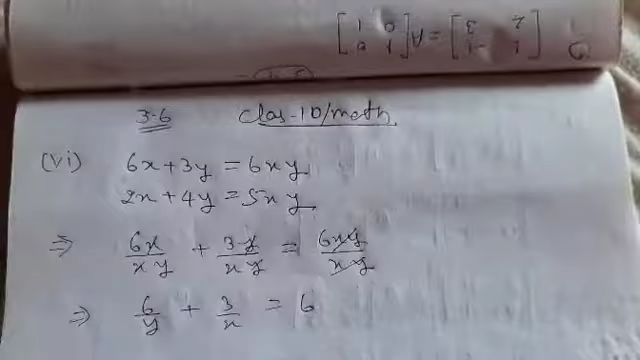 3.6 Clas-10/math
(vi) 6x+3y=6xy
2x+4y=5xy
⇒ 6x/xy + 3y/xy = 6xy/xy
⇒ 6/y + 3/x = 6